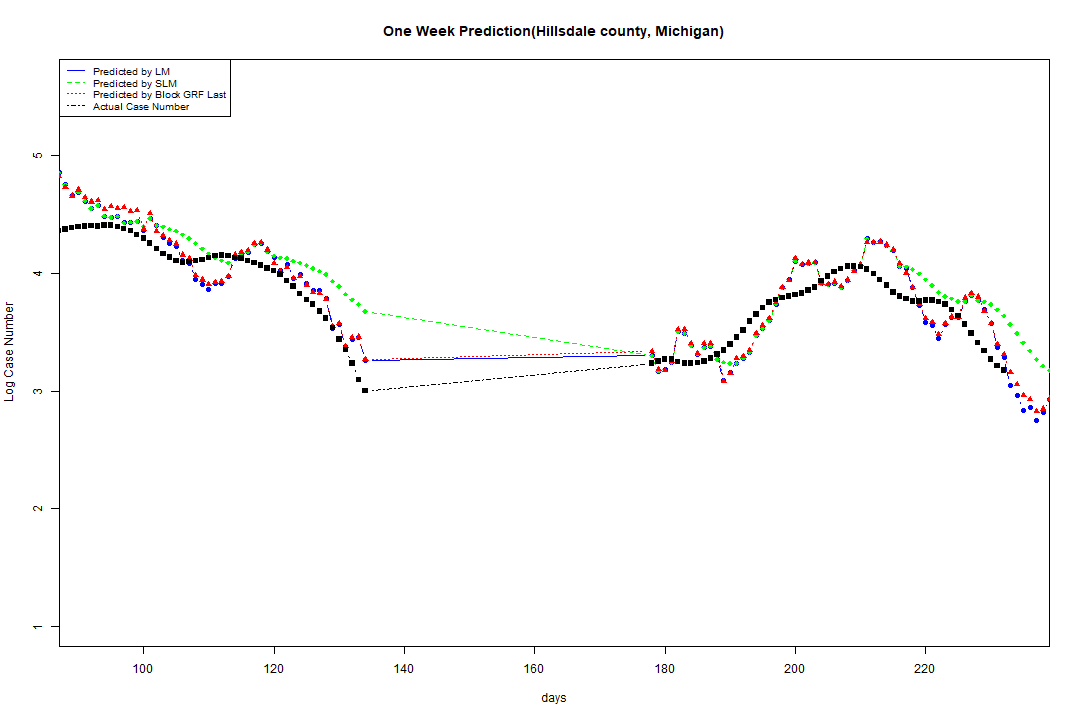 One Week Prediction(Hillsdale county, Michigan)
Predicted by LM
Predicted by SLM
Predicted by Block GRF Last
Actual Case Number
Log Case Number
5
4
3
2
1
100 120 140 160 180 200 220
days